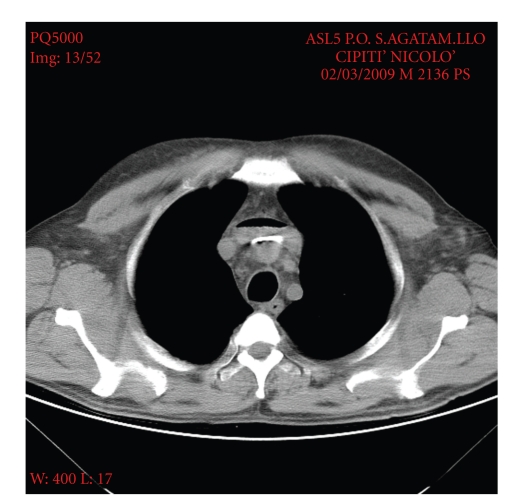 PQ5000
Img: 13/52
ASL5 P.O. S.AGATAM.LLO
CIPITI' NICOLO'
02/03/2009 M 2136 PS
W: 400 L: 17